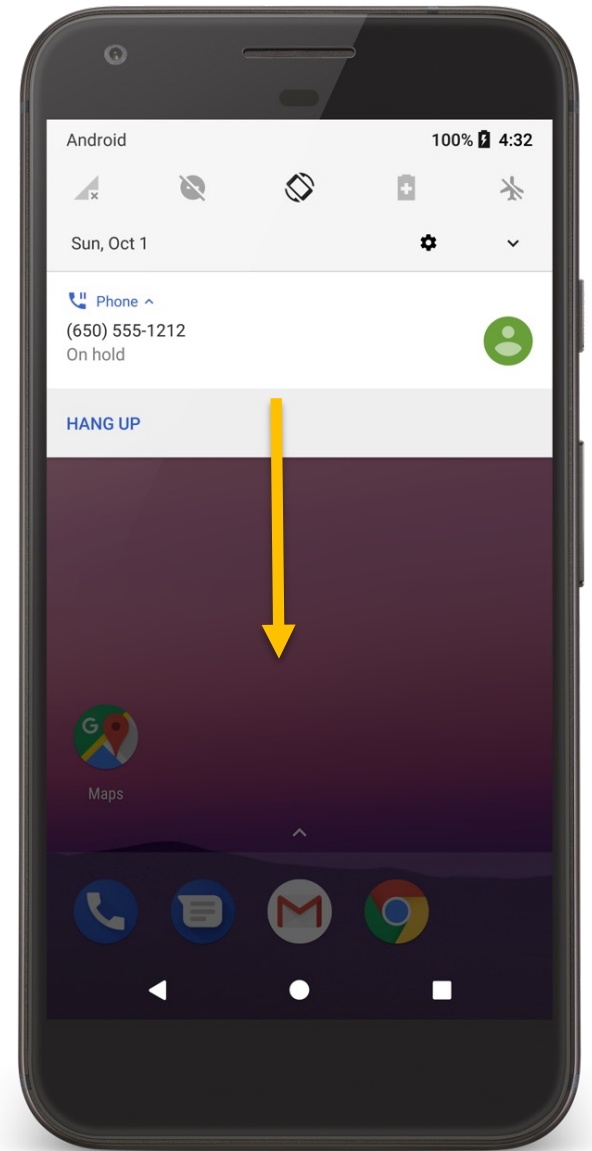 Android 100% 4:32
Sun, Oct 1
Phone
(650) 555-1212
On hold
HANG UP
G
Maps